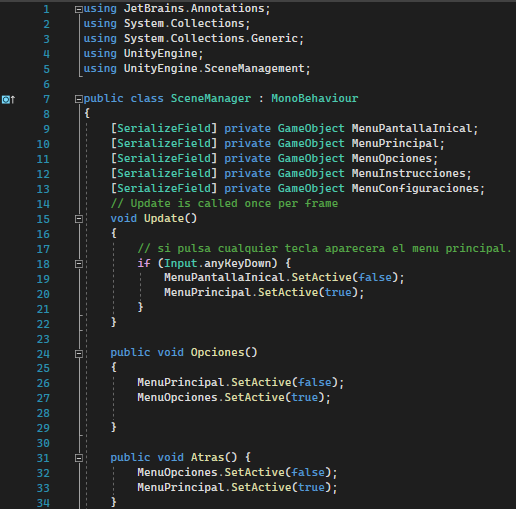 1 using JetBrains.Annotations;
2 using System.Collections;
3 using System.Collections.Generic;
4 using UnityEngine;
5 using UnityEngine.SceneManagement;
6
7 public class SceneManager : MonoBehaviour
8 {
9 [SerializeField] private GameObject MenuPantallaInical;
10 [SerializeField] private GameObject MenuPrincipal;
11 [SerializeField] private GameObject MenuOpciones;
12 [SerializeField] private GameObject MenuInstrucciones;
13 [SerializeField] private GameObject MenuConfiguraciones;
14 // Update is called once per frame
15 void Update()
16 {
17 // si pulsa cualquier tecla aparecera el menu principal.
18 if (Input.anyKeyDown) {
19 MenuPantallaInical.SetActive(false);
20 MenuPrincipal.SetActive(true);
21 }
22 }
23
24 public void Opciones()
25 {
26 MenuPrincipal.SetActive(false);
27 MenuOpciones.SetActive(true);
28
29 }
30
31 public void Atras() {
32 MenuOpciones.SetActive(false);
33 MenuPrincipal.SetActive(true);
34 }